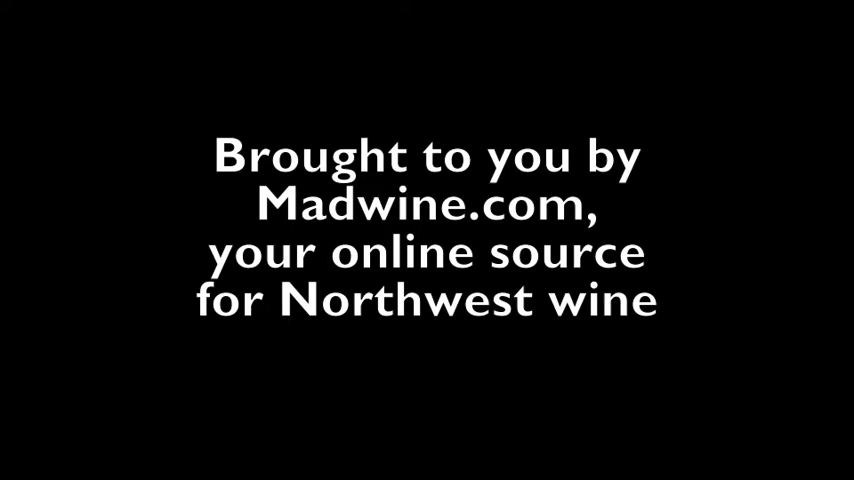 Brought to you by
Madwine.com,
your online source
for Northwest wine